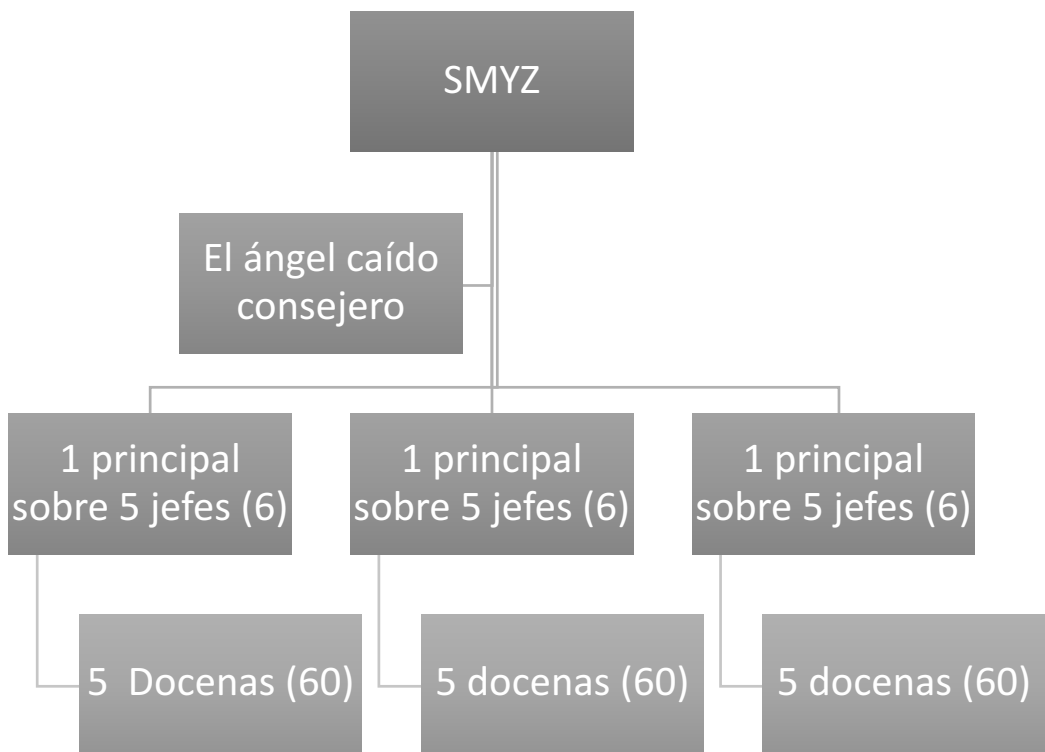 SMYZ
El ángel caído
consejero
1 principal
sobre 5 jefes (6)
1 principal
sobre 5 jefes (6)
1 principal
sobre 5 jefes (6)
5 Docenas (60)
5 docenas (60)
5 docenas (60)